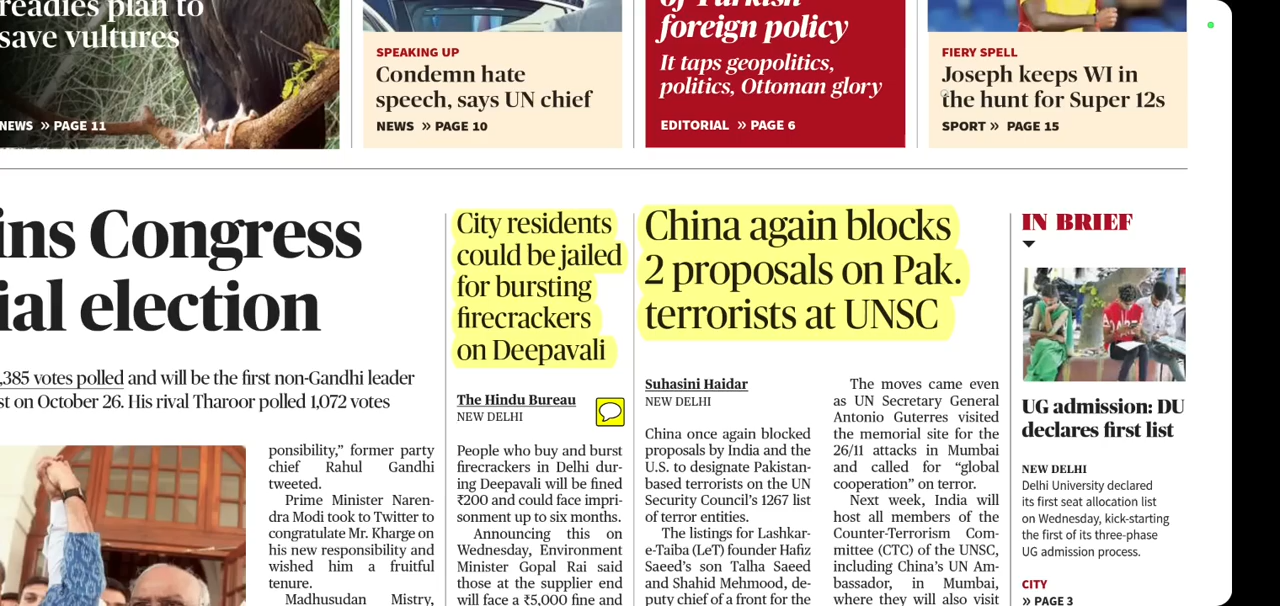 readies plan to
save vultures
NEWS » PAGE 11
SPEAKING UP
Condemn hate
speech, says UN chief
NEWS » PAGE 10
of Turkish
foreign policy
It taps geopolitics,
politics, Ottoman glory
EDITORIAL » PAGE 6
FIERY SPELL
Joseph keeps WI in
the hunt for Super 12s
SPORT » PAGE 15
ins Congress
ial election
,385 votes polled and will be the first non-Gandhi leader
st on October 26. His rival Tharoor polled 1,072 votes
ponsibility,” former party
chief Rahul Gandhi
tweeted.
Prime Minister Naren-
dra Modi took to Twitter to
congratulate Mr. Kharge on
his new responsibility and
wished him a fruitful
tenure.
Madhusudan Mistry,
City residents
could be jailed
for bursting
firecrackers
on Deepavali
The Hindu Bureau
NEW DELHI
People who buy and burst
firecrackers in Delhi dur-
ing Deepavali will be fined
₹200 and could face impri-
sonment up to six months.
Announcing this on
Wednesday, Environment
Minister Gopal Rai said
those at the supplier end
will face a ₹5,000 fine and
China again blocks
2 proposals on Pak.
terrorists at UNSC
Suhasini Haidar
NEW DELHI
China once again blocked
proposals by India and the
U.S. to designate Pakistan-
based terrorists on the UN
Security Council’s 1267 list
of terror entities.
The listings for Lashkar-
e-Taiba (LeT) founder Hafiz
Saeed’s son Talha Saeed
and Shahid Mehmood, de-
puty chief of a front for the
The moves came even
as UN Secretary General
Antonio Guterres visited
the memorial site for the
26/11 attacks in Mumbai
and called for “global
cooperation” on terror.
Next week, India will
host all members of the
Counter-Terrorism Com-
mittee (CTC) of the UNSC,
including China’s UN Am-
bassador, in Mumbai,
where they will also visit
IN BRIEF
UG admission: DU
declares first list
NEW DELHI
Delhi University declared
its first seat allocation list
on Wednesday, kick-starting
the first of its three-phase
UG admission process.
CITY
» PAGE 3